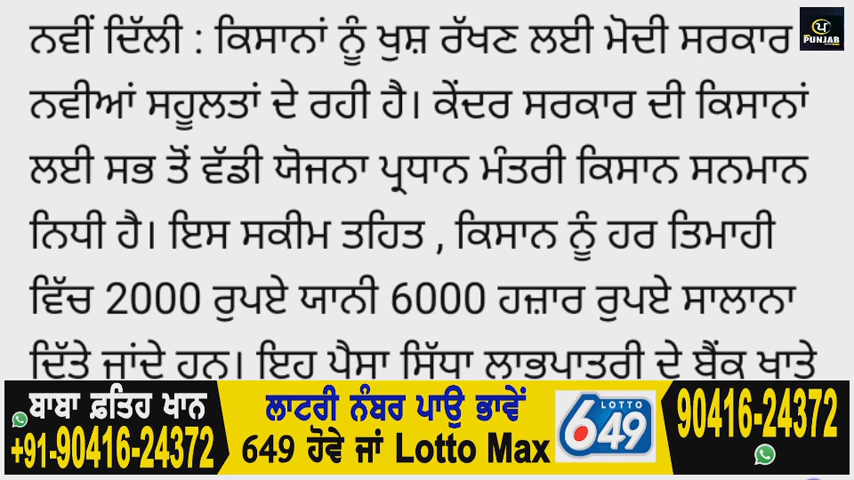 ਨਵੀਂ ਦਿੱਲੀ : ਕਿਸਾਨਾਂ ਨੂੰ ਖੁਸ਼ ਰੱਖਣ ਲਈ ਮੋਦੀ ਸਰਕਾਰ
PUNJAB
ਨਵੀਆਂ ਸਹੂਲਤਾਂ ਦੇ ਰਹੀ ਹੈ। ਕੇਂਦਰ ਸਰਕਾਰ ਦੀ ਕਿਸਾਨਾਂ
ਲਈ ਸਭ ਤੋਂ ਵੱਡੀ ਯੋਜਨਾ ਪ੍ਰਧਾਨ ਮੰਤਰੀ ਕਿਸਾਨ ਸਨਮਾਨ
ਨਿਧੀ ਹੈ। ਇਸ ਸਕੀਮ ਤਹਿਤ , ਕਿਸਾਨ ਨੂੰ ਹਰ ਤਿਮਾਹੀ
ਵਿੱਚ 2000 ਰੁਪਏ ਯਾਨੀ 6000 ਹਜ਼ਾਰ ਰੁਪਏ ਸਾਲਾਨਾ
ਦਿੱਤੇ ਜਾਂਦੇ ਹਨ। ਇਹ ਪੈਸਾ ਸਿੱਧਾ ਲਾਭਪਾਤਰੀ ਦੇ ਬੈਂਕ ਖਾਤੇ
ਬਾਬਾ ਫ਼ਤਿਹ ਖਾਨ
+91-90416-24372
ਲਾਟਰੀ ਨੰਬਰ ਪਾਉ ਭਾਵੇਂ
649 ਹੋਵੇ ਜਾਂ Lotto Max
LOTTO
649
90416-24372